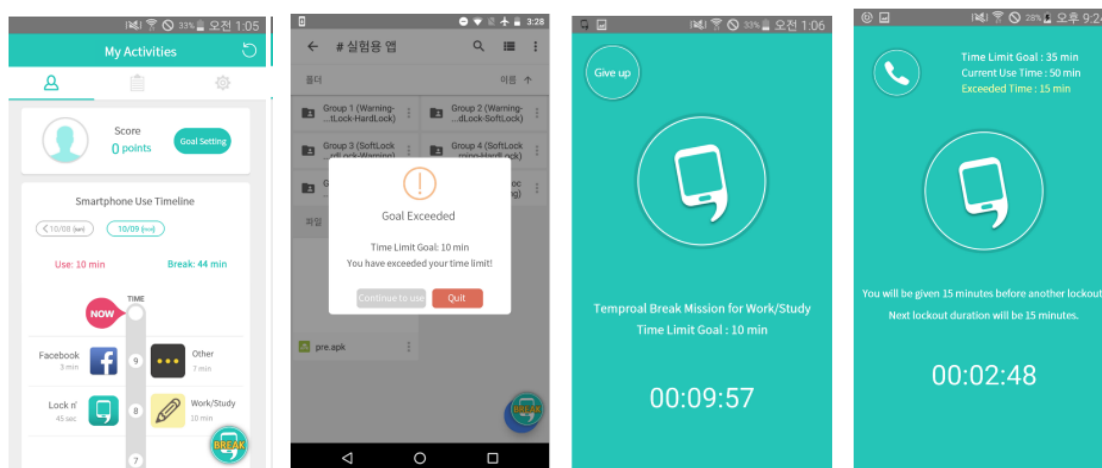 33% 오전 1:05
My Activities
Score
0 points
Goal Setting
Smartphone Use Timeline
<10/08
10/09
Use: 10 min
Break: 44 min
TIME
NOW
Facebook
3 min
9
Other
7 min
Lock n'
45 sec
8
Work/Study
10 min
BREAK
7
3:28
# 실험용 앱
폴더
이름
Group 1 (Warning-
...tLock-HardLock)
Group 2 (Warning-
...dLock-SoftLock)
Group 3 (SoftLock
Group 4 (SoftLock
파일
Goal Exceeded
Time Limit Goal: 10 min
You have exceeded your time limit!
Continue to use
Quit
pre.apk
BREAK
33% 오전 1:06
Give up
Temproal Break Mission for Work/Study
Time Limit Goal : 10 min
00:09:57
28% 오후 9:24
Time Limit Goal : 35 min
Current Use Time : 50 min
Exceeded Time : 15 min
You will be given 15 minutes before another lockout
Next lockout duration will be 15 minutes.
00:02:48